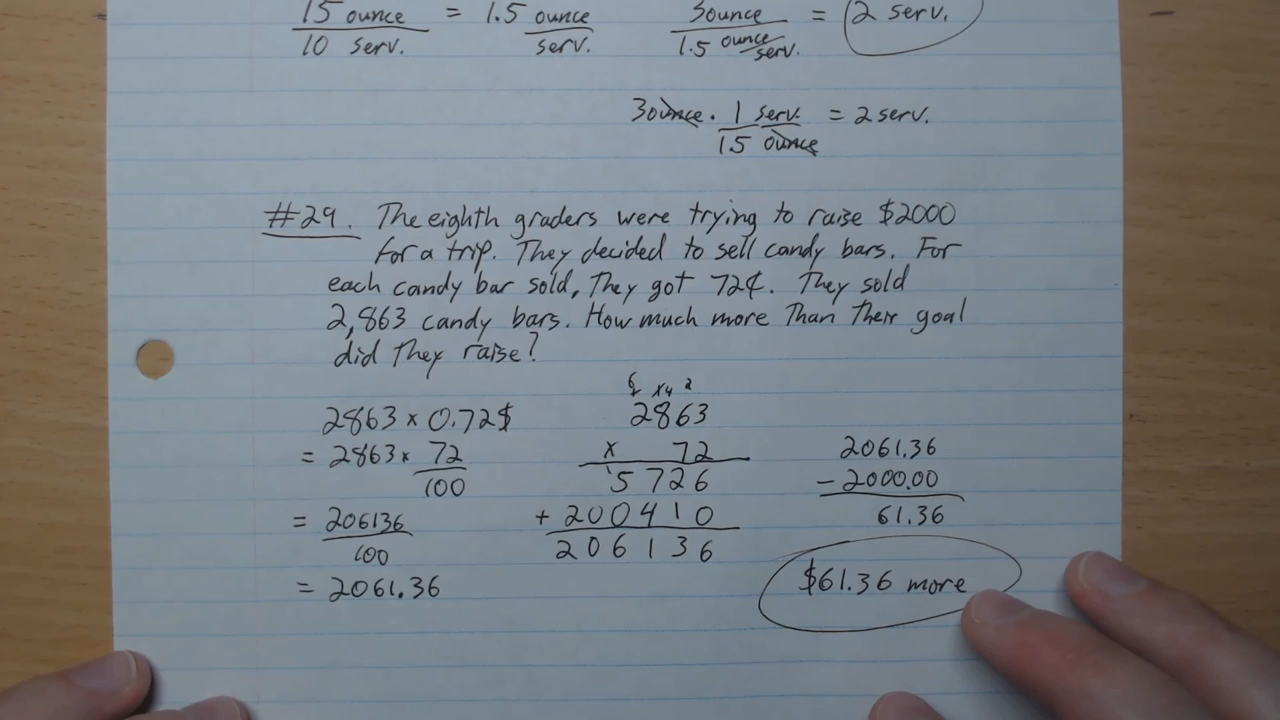 15 ounce / 10 serv. = 1.5 ounce / serv.
3ounce / 1.5 ounce/serv. = 2 serv.
3ounce · 1 serv. / 1.5 ounce = 2 serv.
#29. The eighth graders were trying to raise $2000
for a trip. They decided to sell candy bars. For
each candy bar sold, They got 72¢. They sold
2,863 candy bars. How much more Than Their goal
did They raise?
2863 x 0.72$
= 2863 x 72 / 100
= 206136 / 100
= 2061.36
2863
x 72
5726
+ 200410
206136
2061.36
- 2000.00
61.36
$61.36 more